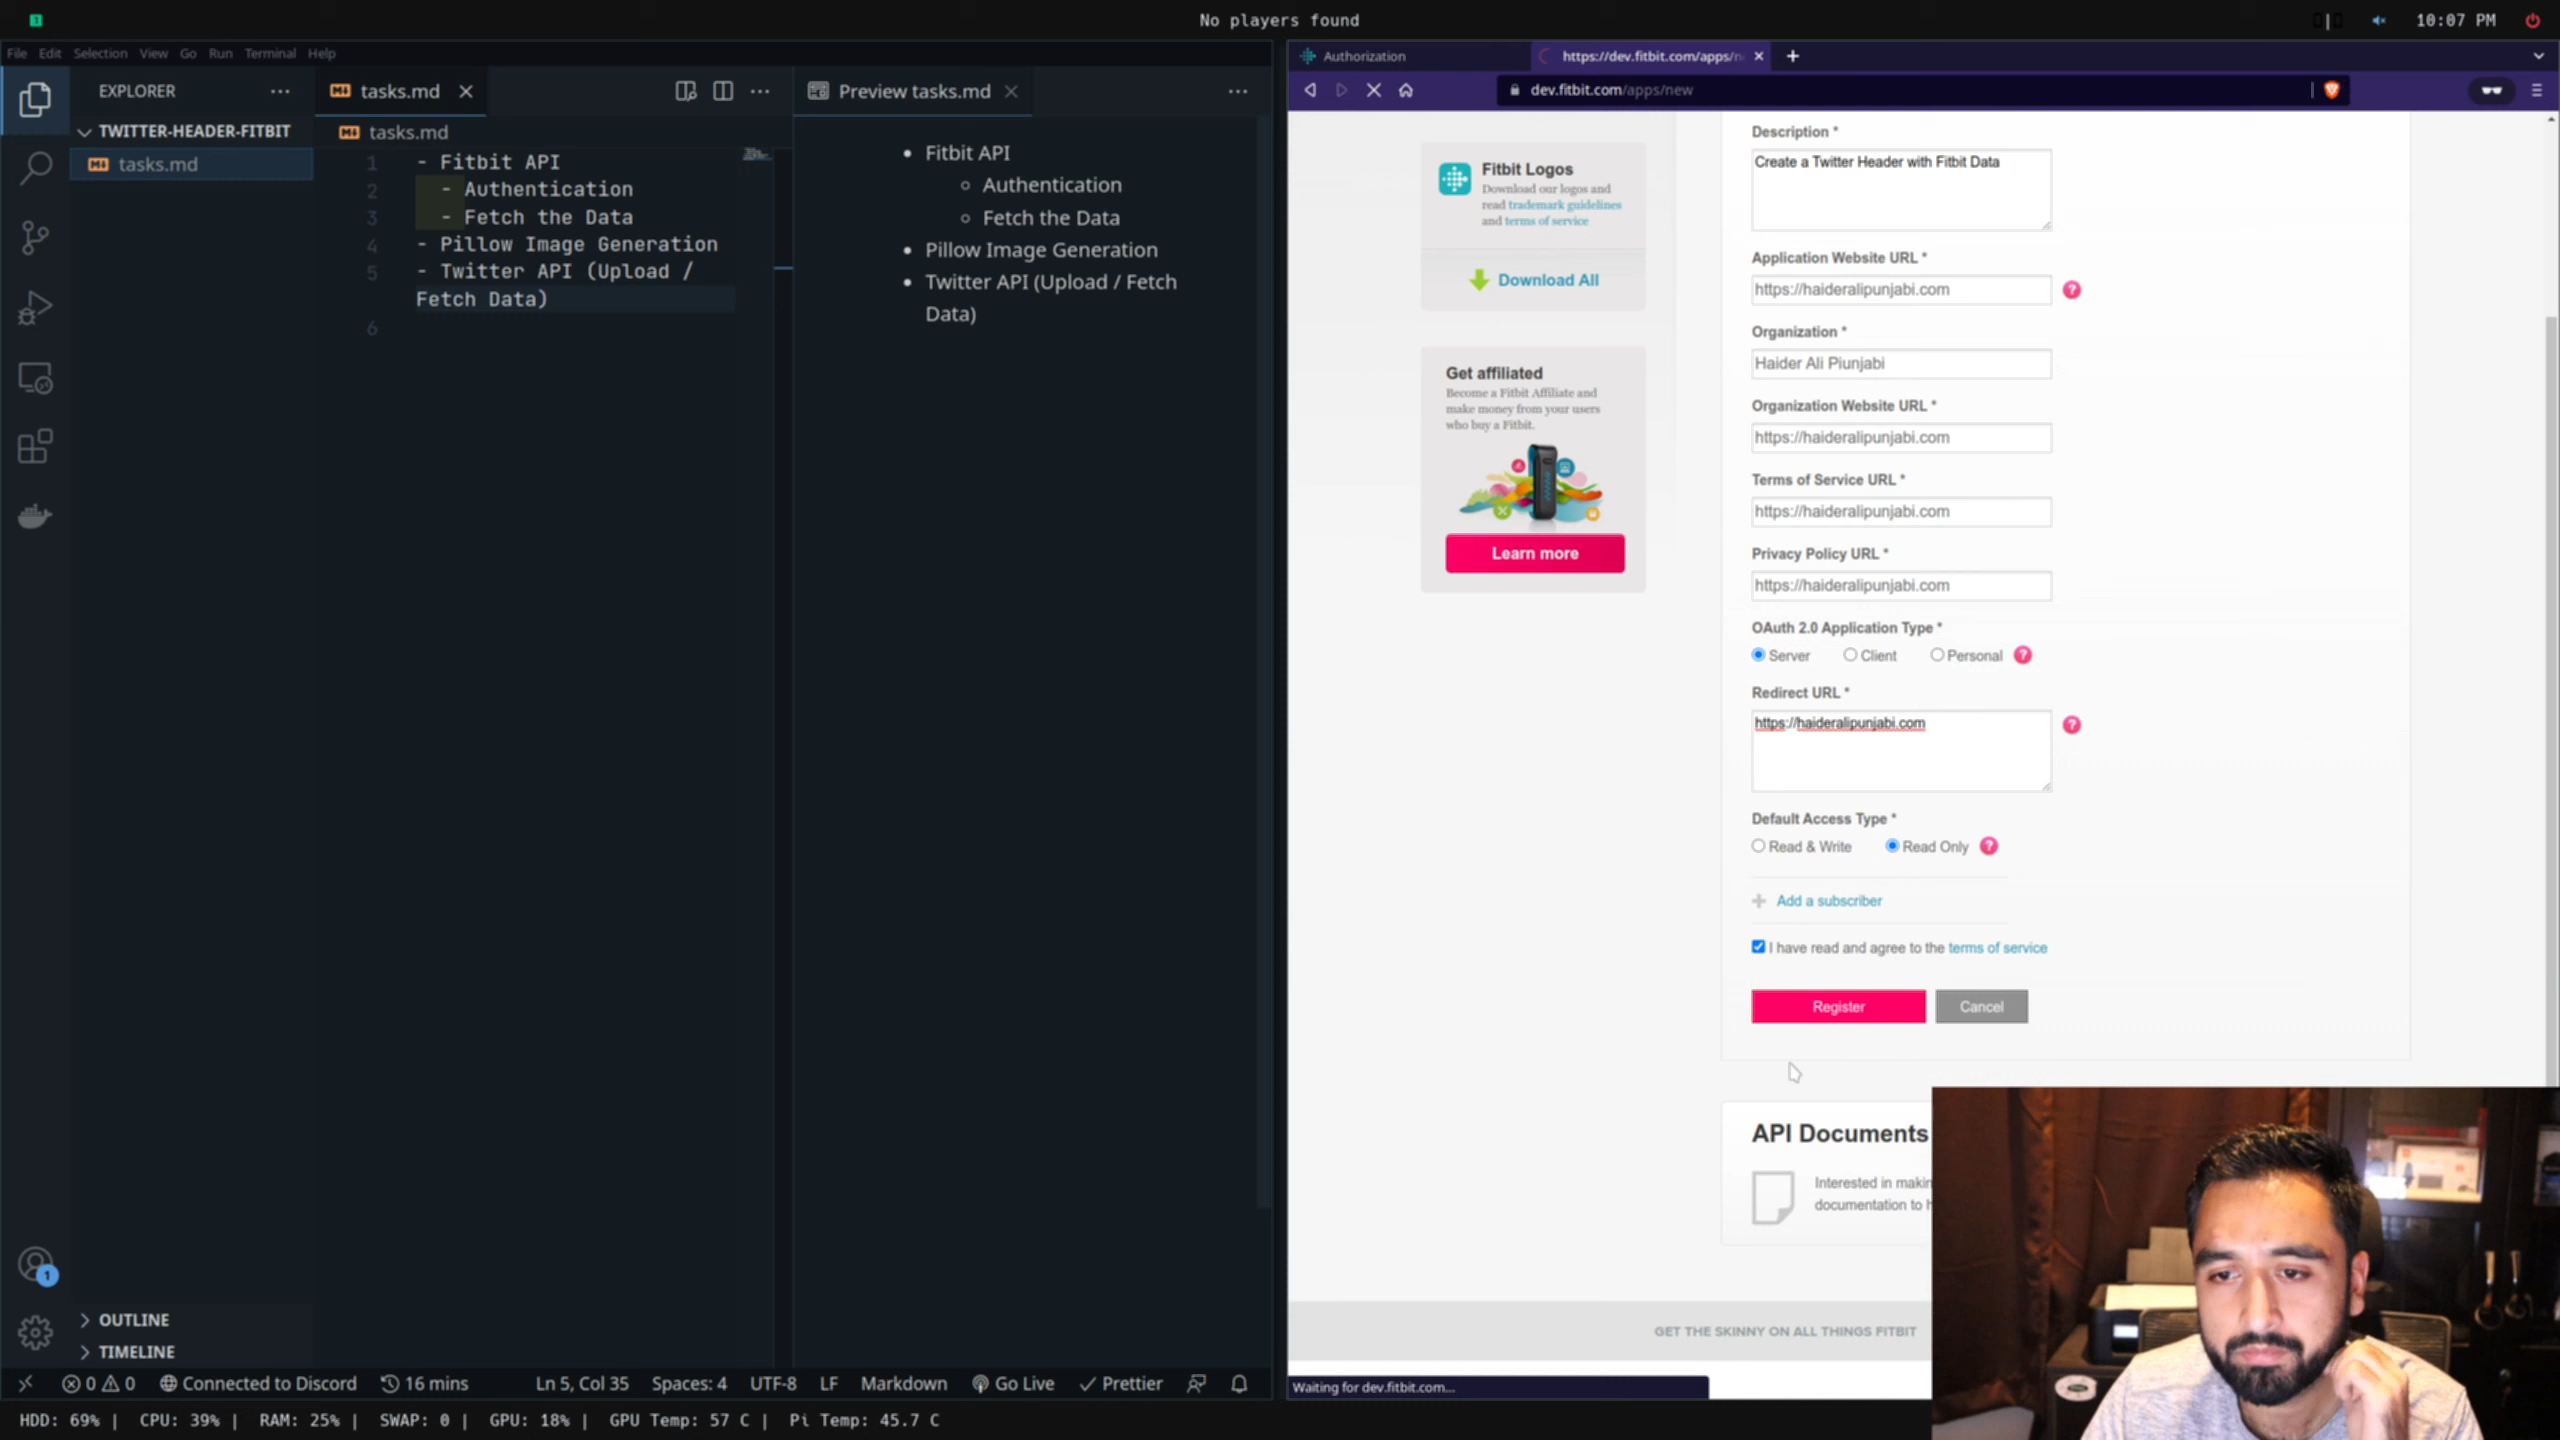 1
No players found
10:07 PM
File Edit Selection View Go Run Terminal Help
EXPLORER
TWITTER-HEADER-FITBIT
tasks.md
OUTLINE
TIMELINE
tasks.md
tasks.md
1 - Fitbit API
2 - Authentication
3 - Fetch the Data
4 - Pillow Image Generation
5 - Twitter API (Upload /
Fetch Data)
6
Preview tasks.md
• Fitbit API
○ Authentication
○ Fetch the Data
• Pillow Image Generation
• Twitter API (Upload / Fetch
Data)
1
0 0 Connected to Discord 16 mins Ln 5, Col 35 Spaces: 4 UTF-8 LF Markdown Go Live Prettier
HDD: 69% | CPU: 39% | RAM: 25% | SWAP: 0 | GPU: 18% | GPU Temp: 57 C | Pi Temp: 45.7 C
Authorization
https://dev.fitbit.com/apps/n
dev.fitbit.com/apps/new
Fitbit Logos
Download our logos and
read trademark guidelines
and terms of service
Download All
Get affiliated
Become a Fitbit Affiliate and
make money from your users
who buy a Fitbit.
Learn more
Description *
Create a Twitter Header with Fitbit Data
Application Website URL *
https://haideralipunjabi.com
?
Organization *
Haider Ali Piunjabi
Organization Website URL *
https://haideralipunjabi.com
Terms of Service URL *
https://haideralipunjabi.com
Privacy Policy URL *
https://haideralipunjabi.com
OAuth 2.0 Application Type *
Server Client Personal ?
Redirect URL *
https://haideralipunjabi.com
?
Default Access Type *
Read & Write Read Only ?
Add a subscriber
I have read and agree to the terms of service
Register Cancel
API Documents
Interested in makin
documentation to h
GET THE SKINNY ON ALL THINGS FITBIT
Waiting for dev.fitbit.com...